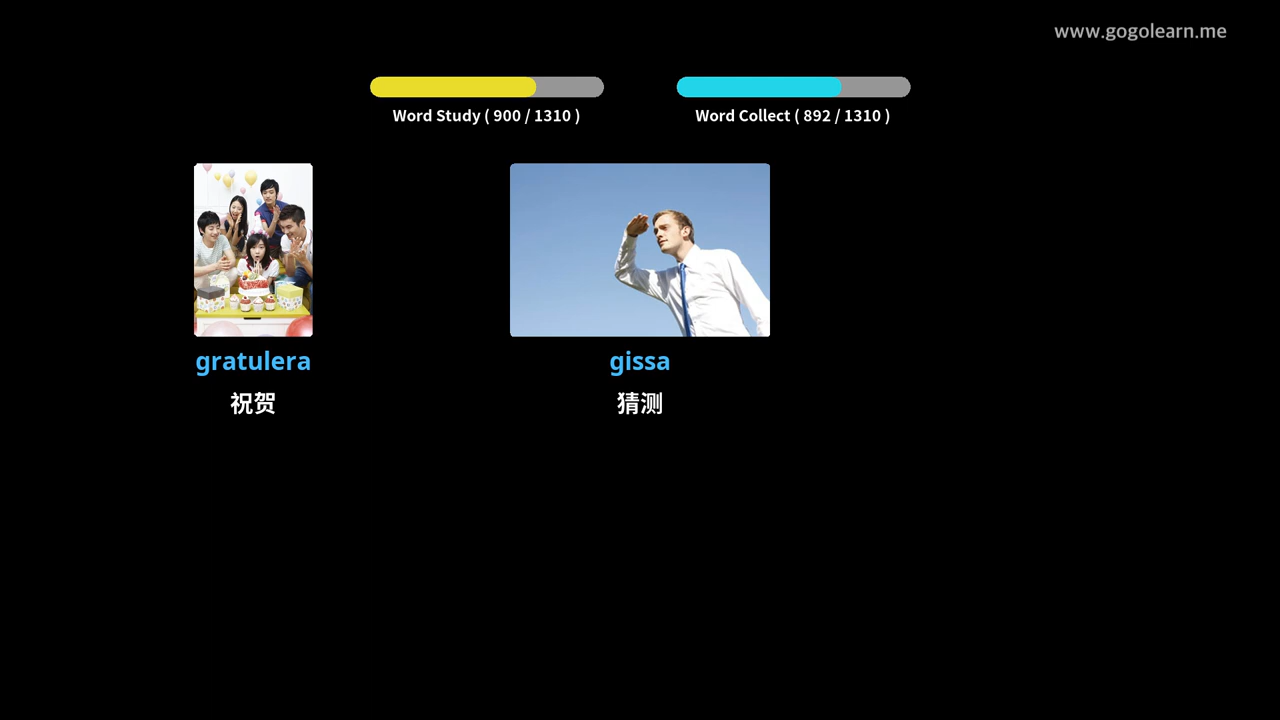 www.gogolearn.me
Word Study ( 900 / 1310 )
Word Collect ( 892 / 1310 )
gratulera
gissa
祝贺
猜测